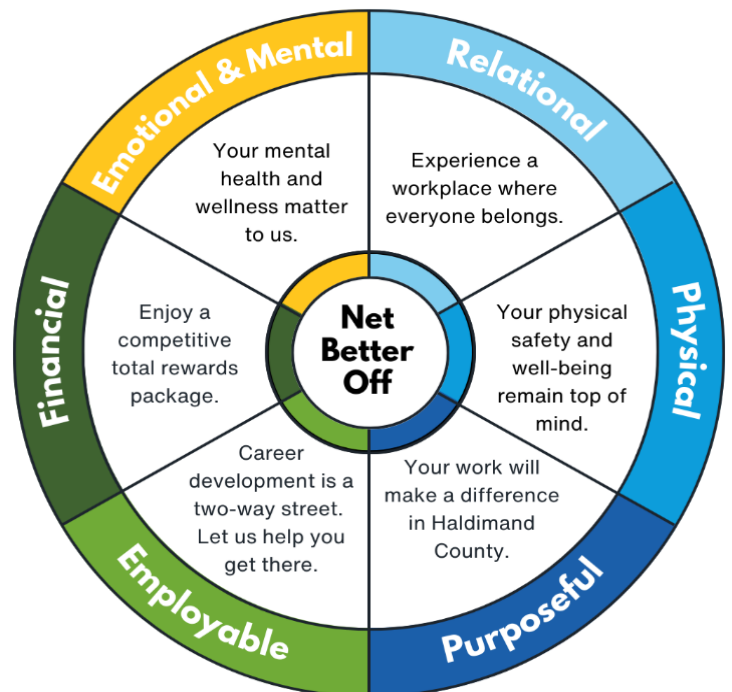 Emotional & Mental
Your mental
health and
wellness matter
to us.
Relational
Experience a
workplace where
everyone belongs.
Physical
Your physical
safety and
well-being
remain top of
mind.
Purposeful
Your work will
make a difference
in Haldimand
County.
Employable
Career
development is a
two-way street.
Let us help you
get there.
Financial
Enjoy a
competitive
total rewards
package.
Net
Better
Off